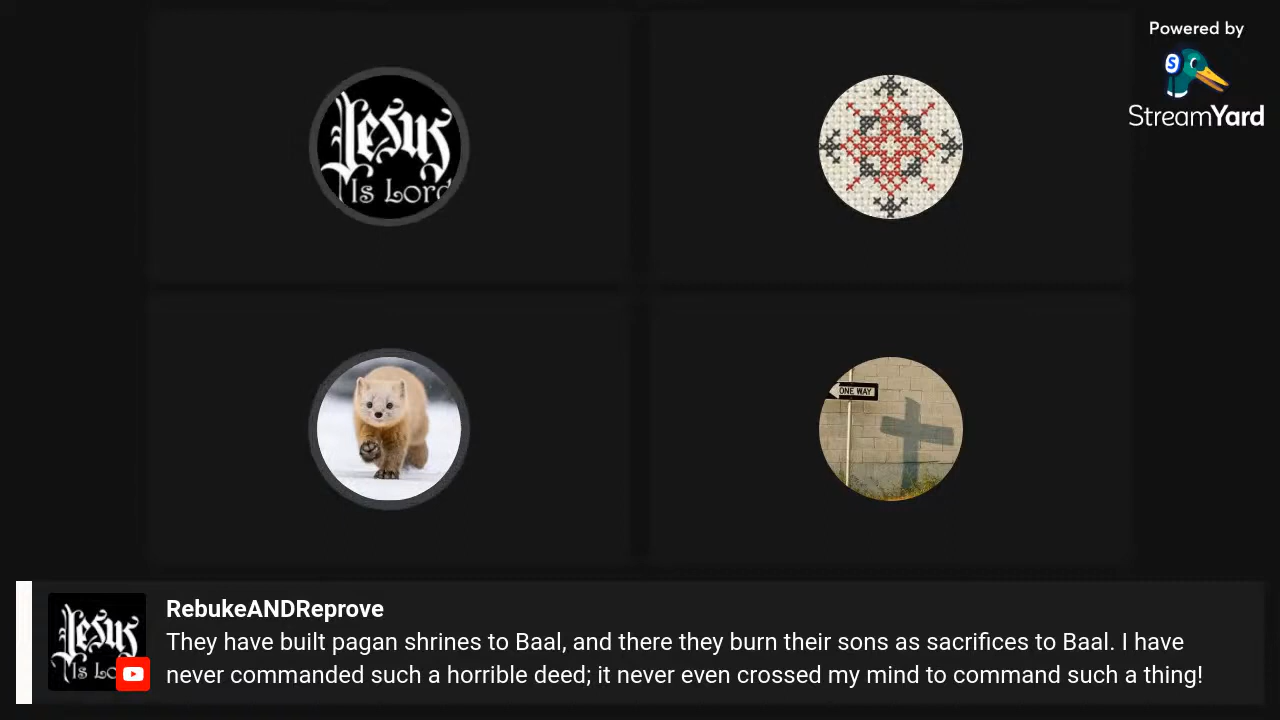 Powered by
StreamYard
Jesus
Is Lord
ONE WAY
Jesus
RebukeANDReprove
They have built pagan shrines to Baal, and there they burn their sons as sacrifices to Baal. I have
never commanded such a horrible deed; it never even crossed my mind to command such a thing!